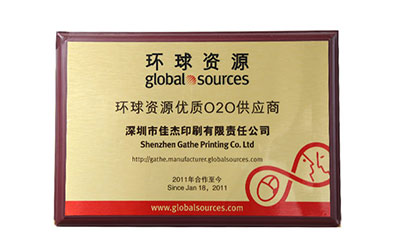 环球资源
global sources
环球资源优质O2O供应商
深圳市佳杰印刷有限责任公司
Shenzhen Gathe Printing Co. Ltd
http://gathe.manufacturer.globalsources.com
2011年合作至今
Since Jan 18, 2011
www.globalsources.com